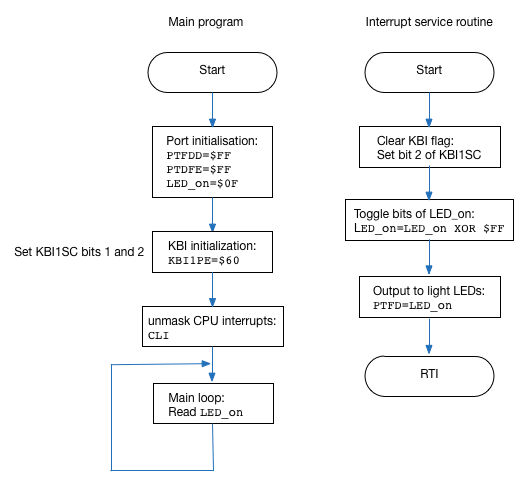 Main program
Start
Port initialisation:
PTFDD=$FF
PTDFE=$FF
LED_on=$0F
Set KBI1SC bits 1 and 2
KBI initialization:
KBI1PE=$60
unmask CPU interrupts:
CLI
Main loop:
Read LED_on
Interrupt service routine
Start
Clear KBI flag:
Set bit 2 of KBI1SC
Toggle bits of LED_on:
LED_on=LED_on XOR $FF
Output to light LEDs:
PTFD=LED_on
RTI